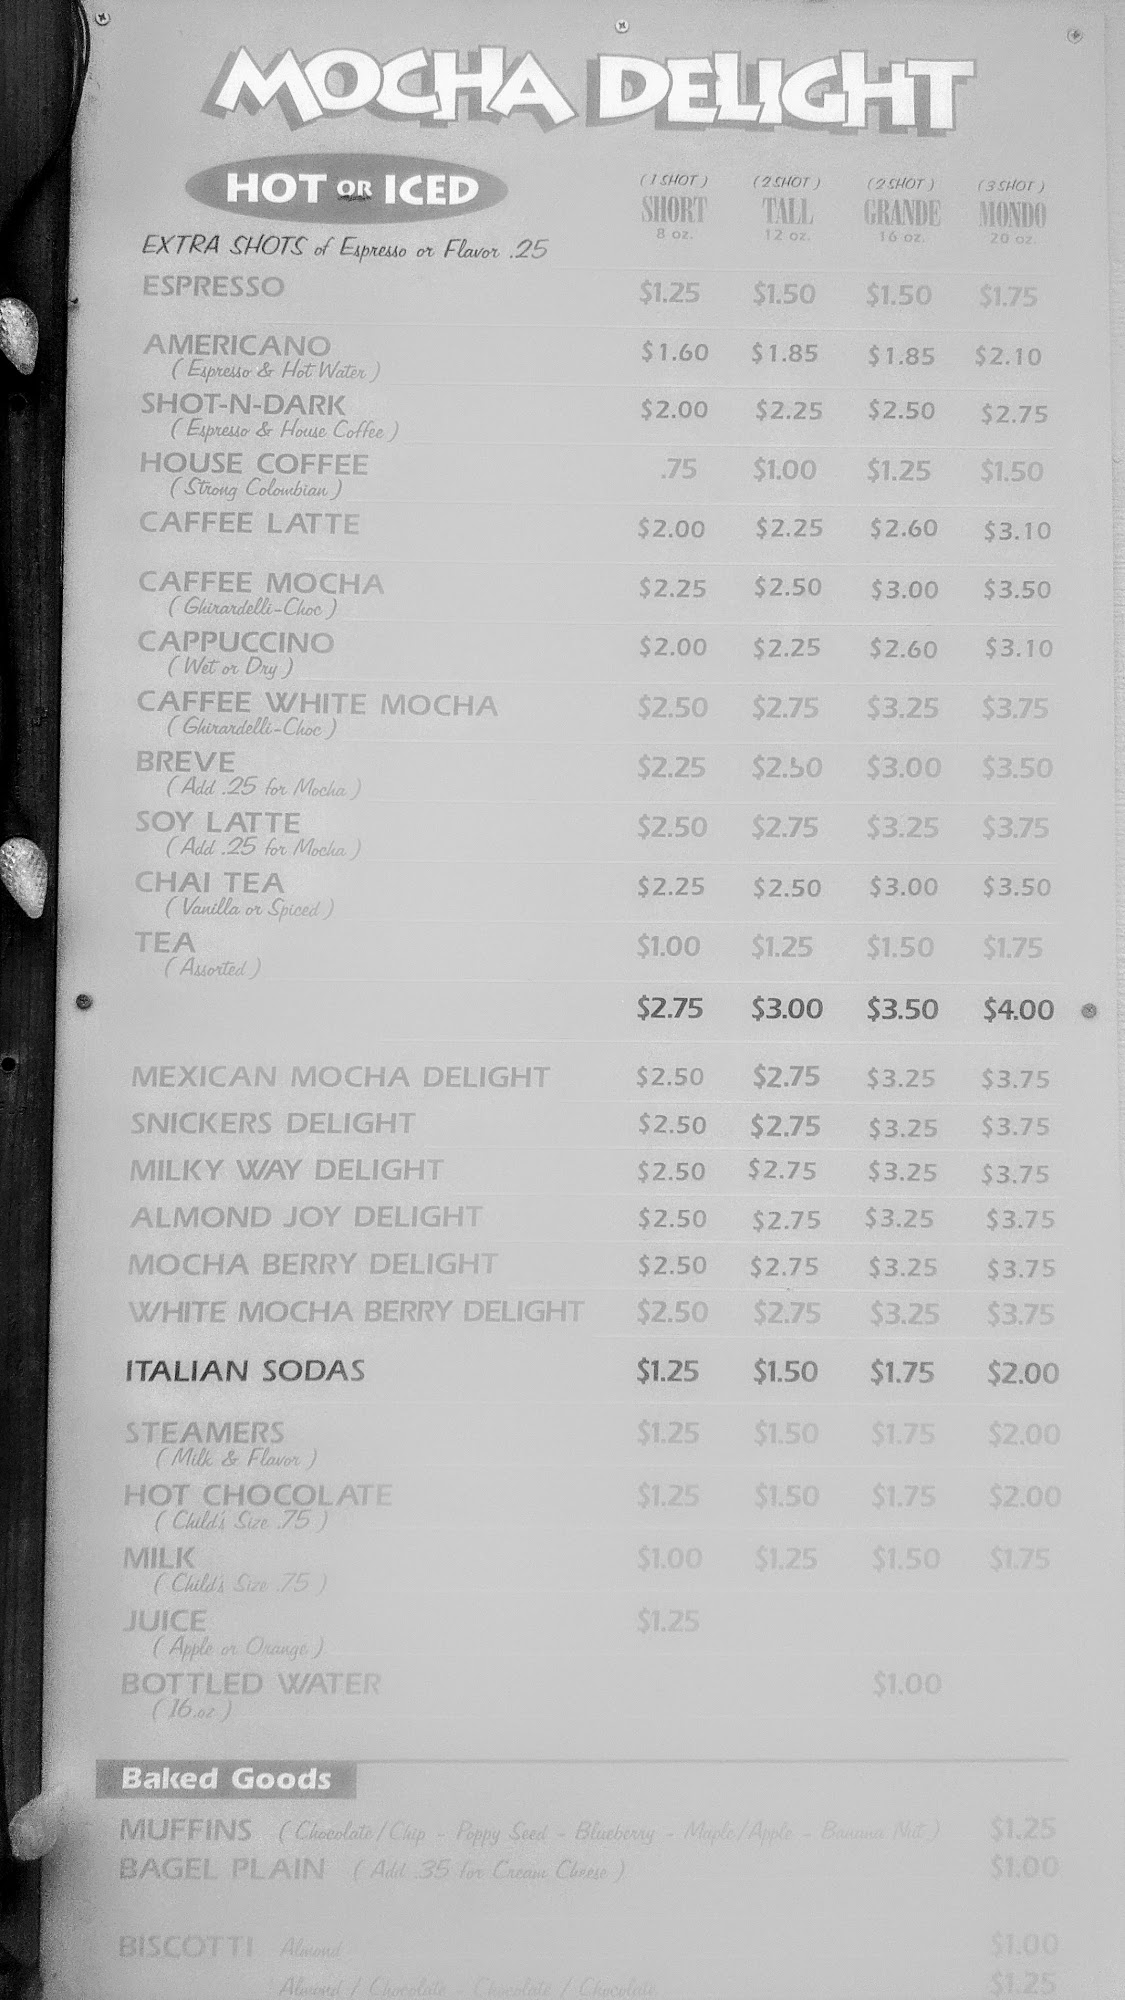 MOCHA DELIGHT
HOT OR ICED
(1 SHOT) (2 SHOT) (2 SHOT) (3 SHOT)
SHORT TALL GRANDE MONDO
8 oz. 12 oz. 16 oz. 20 oz.
EXTRA SHOTS of Espresso or Flavor .25
ESPRESSO $1.25 $1.50 $1.50 $1.75
AMERICANO $1.60 $1.85 $1.85 $2.10
(Espresso & Hot Water)
SHOT-N-DARK $2.00 $2.25 $2.50 $2.75
(Espresso & House Coffee)
HOUSE COFFEE .75 $1.00 $1.25 $1.50
(Strong Colombian)
CAFFEE LATTE $2.00 $2.25 $2.60 $3.10
CAFFEE MOCHA $2.25 $2.50 $3.00 $3.50
(Ghirardelli-Choc)
CAPPUCCINO $2.00 $2.25 $2.60 $3.10
(Wet or Dry)
CAFFEE WHITE MOCHA $2.50 $2.75 $3.25 $3.75
(Ghirardelli-Choc)
BREVE $2.25 $2.50 $3.00 $3.50
(Add .25 for Mocha)
SOY LATTE $2.50 $2.75 $3.25 $3.75
(Add .25 for Mocha)
CHAI TEA $2.25 $2.50 $3.00 $3.50
(Vanilla or Spiced)
TEA $1.00 $1.25 $1.50 $1.75
(Assorted)
$2.75 $3.00 $3.50 $4.00
MEXICAN MOCHA DELIGHT $2.50 $2.75 $3.25 $3.75
SNICKERS DELIGHT $2.50 $2.75 $3.25 $3.75
MILKY WAY DELIGHT $2.50 $2.75 $3.25 $3.75
ALMOND JOY DELIGHT $2.50 $2.75 $3.25 $3.75
MOCHA BERRY DELIGHT $2.50 $2.75 $3.25 $3.75
WHITE MOCHA BERRY DELIGHT $2.50 $2.75 $3.25 $3.75
ITALIAN SODAS $1.25 $1.50 $1.75 $2.00
STEAMERS $1.25 $1.50 $1.75 $2.00
(Milk & Flavor)
HOT CHOCOLATE $1.25 $1.50 $1.75 $2.00
(Child's Size .75)
MILK $1.00 $1.25 $1.50 $1.75
(Child's Size .75)
JUICE $1.25
(Apple or Orange)
BOTTLED WATER $1.00
(16.oz)
Baked Goods
MUFFINS (Chocolate/Chip - Poppy Seed - Blueberry - Maple/Apple - Banana Nut) $1.25
BAGEL PLAIN (Add .35 for Cream Cheese) $1.00
BISCOTTI Almond $1.00
Almond / Chocolate - Chocolate / Chocolate $1.25